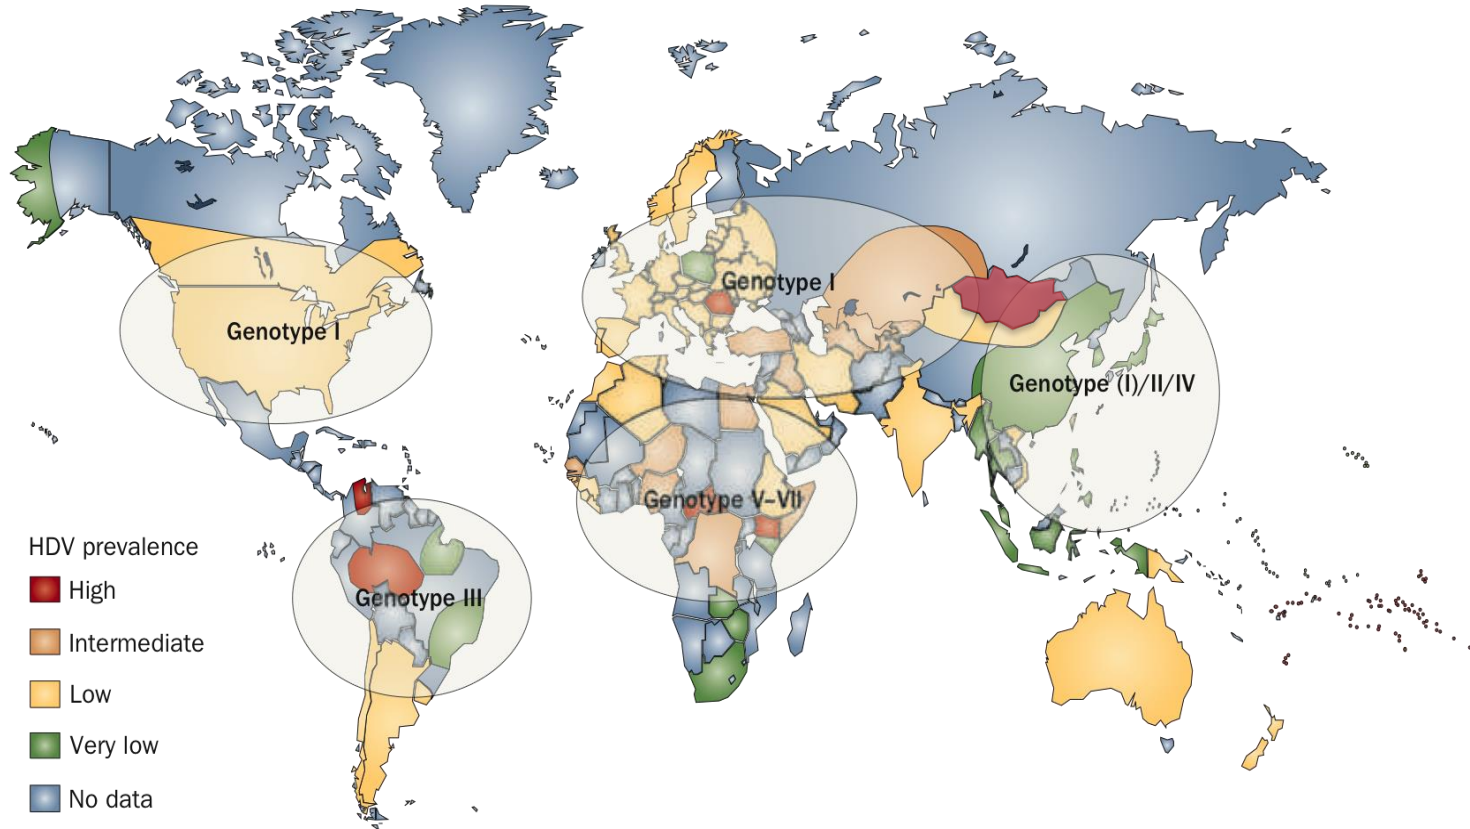 Genotype I
Genotype I
Genotype (I)/II/IV
Genotype V–VII
Genotype III
HDV prevalence
High
Intermediate
Low
Very low
No data